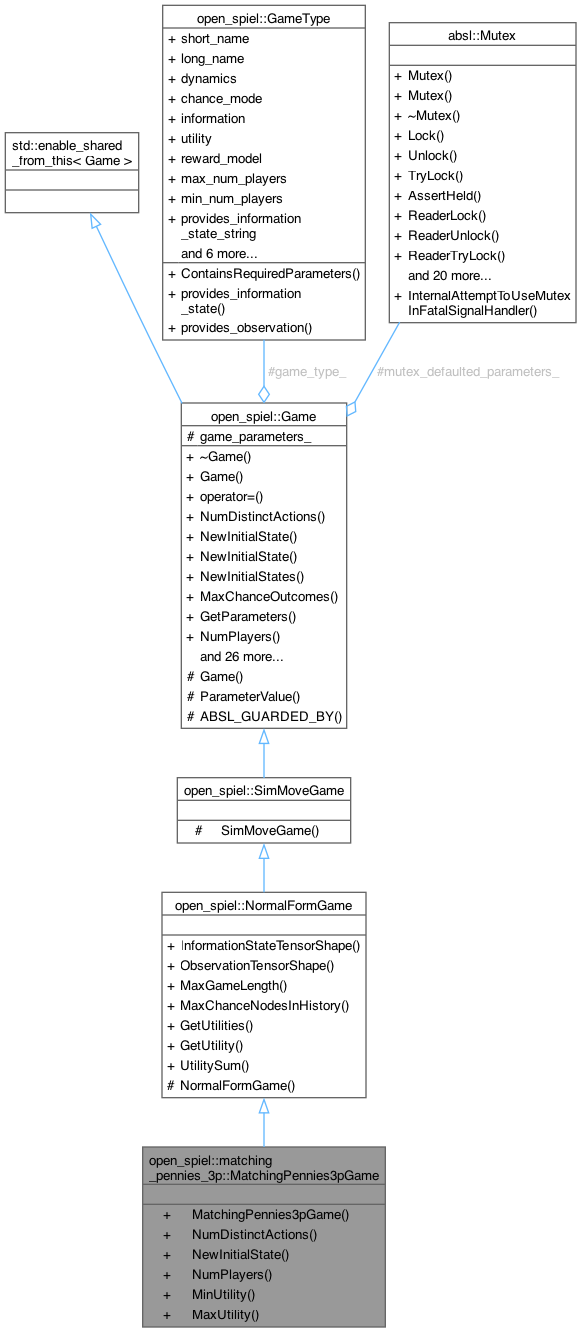 open_spiel::GameType
+ short_name
+ long_name
+ dynamics
+ chance_mode
+ information
+ utility
+ reward_model
+ max_num_players
+ min_num_players
+ provides_information
_state_string
and 6 more...
+ ContainsRequiredParameters()
+ provides_information
_state()
+ provides_observation()
absl::Mutex
+ Mutex()
+ Mutex()
+ ~Mutex()
+ Lock()
+ Unlock()
+ TryLock()
+ AssertHeld()
+ ReaderLock()
+ ReaderUnlock()
+ ReaderTryLock()
and 20 more...
+ InternalAttemptToUseMutex
InFatalSignalHandler()
std::enable_shared
_from_this< Game >
#game_type_
#mutex_defaulted_parameters_
open_spiel::Game
# game_parameters_
+ ~Game()
+ Game()
+ operator=()
+ NumDistinctActions()
+ NewInitialState()
+ NewInitialState()
+ NewInitialStates()
+ MaxChanceOutcomes()
+ GetParameters()
+ NumPlayers()
and 26 more...
# Game()
# ParameterValue()
# ABSL_GUARDED_BY()
open_spiel::SimMoveGame
# SimMoveGame()
open_spiel::NormalFormGame
+ InformationStateTensorShape()
+ ObservationTensorShape()
+ MaxGameLength()
+ MaxChanceNodesInHistory()
+ GetUtilities()
+ GetUtility()
+ UtilitySum()
# NormalFormGame()
open_spiel::matching
_pennies_3p::MatchingPennies3pGame
+ MatchingPennies3pGame()
+ NumDistinctActions()
+ NewInitialState()
+ NumPlayers()
+ MinUtility()
+ MaxUtility()